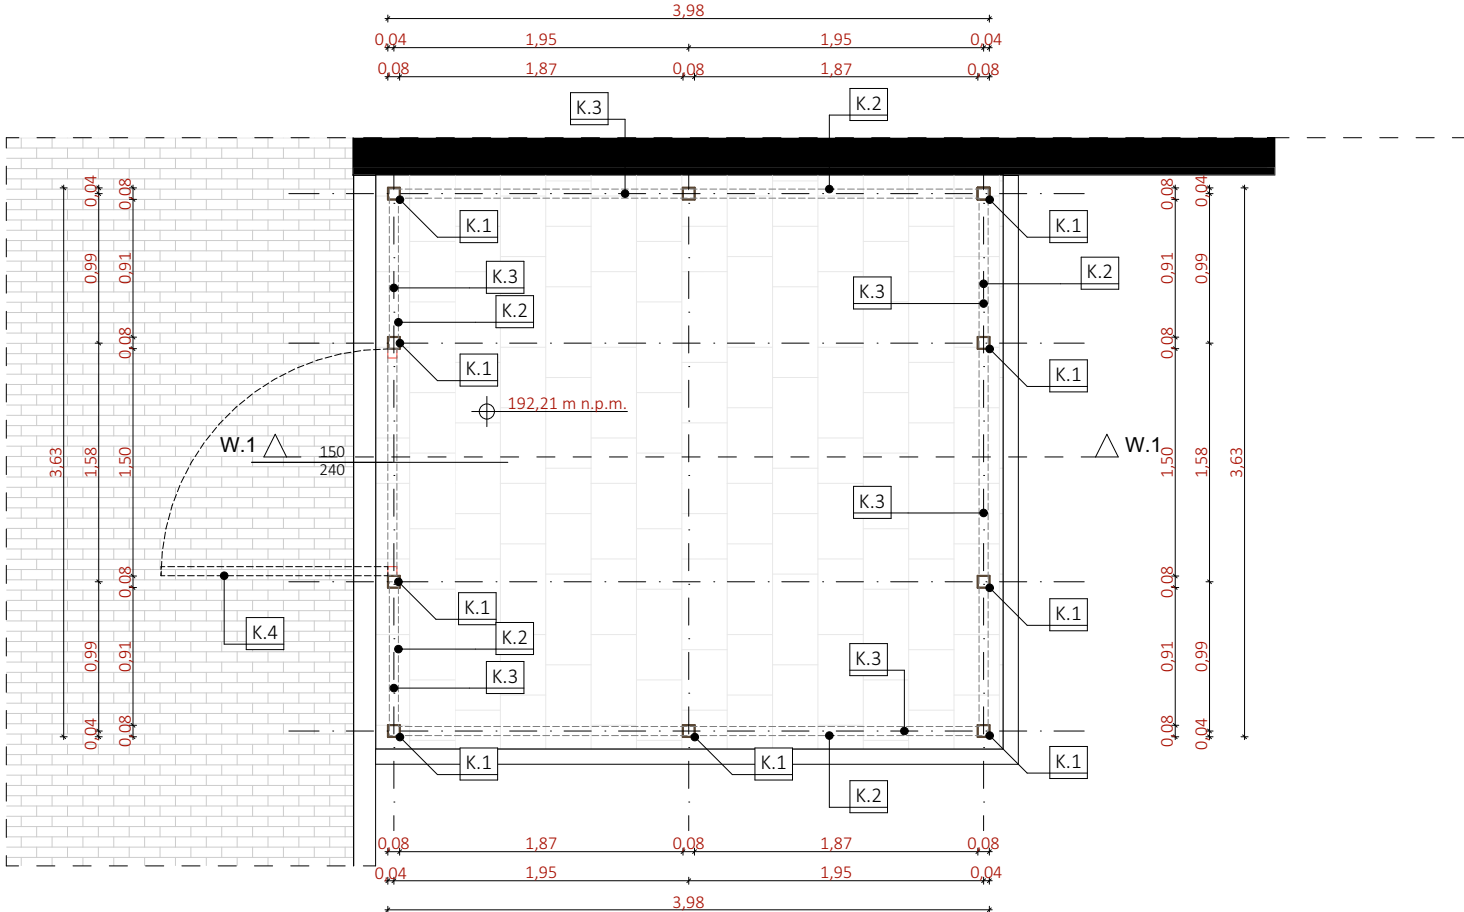 3,98
0,04 1,95 1,95 0,04
0,08 1,87 0,08 1,87 0,08
K.3 K.2
0,04 0,08 0,08 0,04
K.1 K.1
0,99 0,91 K.3 K.3 K.2 0,91 0,99
K.2
0,08 0,08
K.1 K.1
192,21 m n.p.m.
W.1 150 W.1
240
3,63 1,58 1,50 1,50 1,58 3,63
K.3
0,08 0,08
K.1 K.1
K.4 K.2
0,99 0,91 K.3 K.3 0,91 0,99
0,04 0,08 0,08 0,04
K.1 K.1 K.1
K.2
0,08 1,87 0,08 1,87 0,08
0,04 1,95 1,95 0,04
3,98